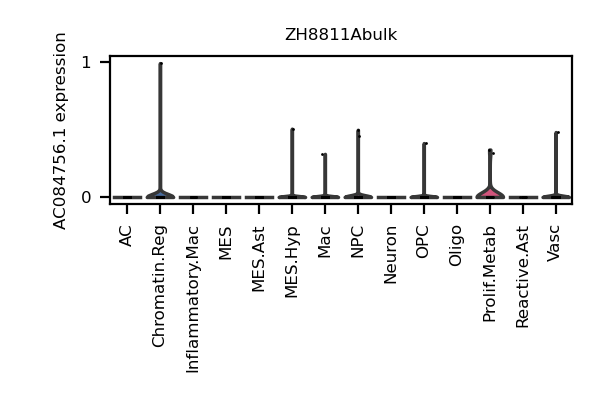 ZH8811Abulk
AC084756.1 expression
1
0
AC
Chromatin.Reg
Inflammatory.Mac
MES
MES.Ast
MES.Hyp
Mac
NPC
Neuron
OPC
Oligo
Prolif.Metab
Reactive.Ast
Vasc